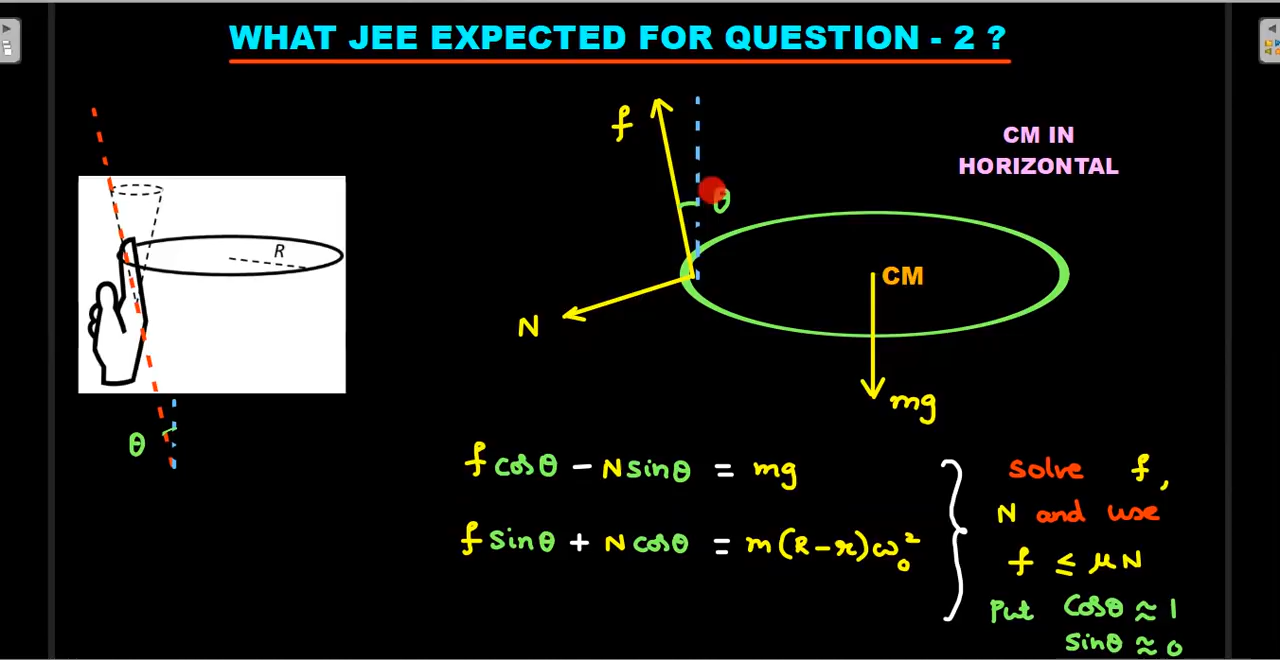 WHAT JEE EXPECTED FOR QUESTION - 2 ?
f
θ
CM IN
HORIZONTAL
R
CM
N
mg
θ
f cosθ - N sinθ = mg
f sinθ + N cosθ = m(R-r)ω₀²
solve f,
N and use
f ≤ μN
Put cosθ ≈ 1
sinθ ≈ 0